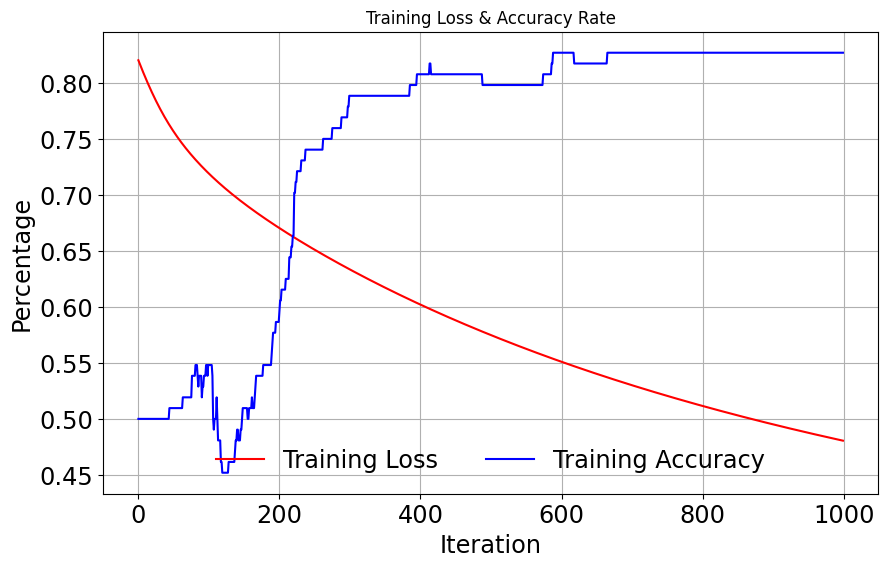 Training Loss & Accuracy Rate
Percentage
0.80
0.75
0.70
0.65
0.60
0.55
0.50
0.45
Training Loss Training Accuracy
0 200 400 600 800 1000
Iteration